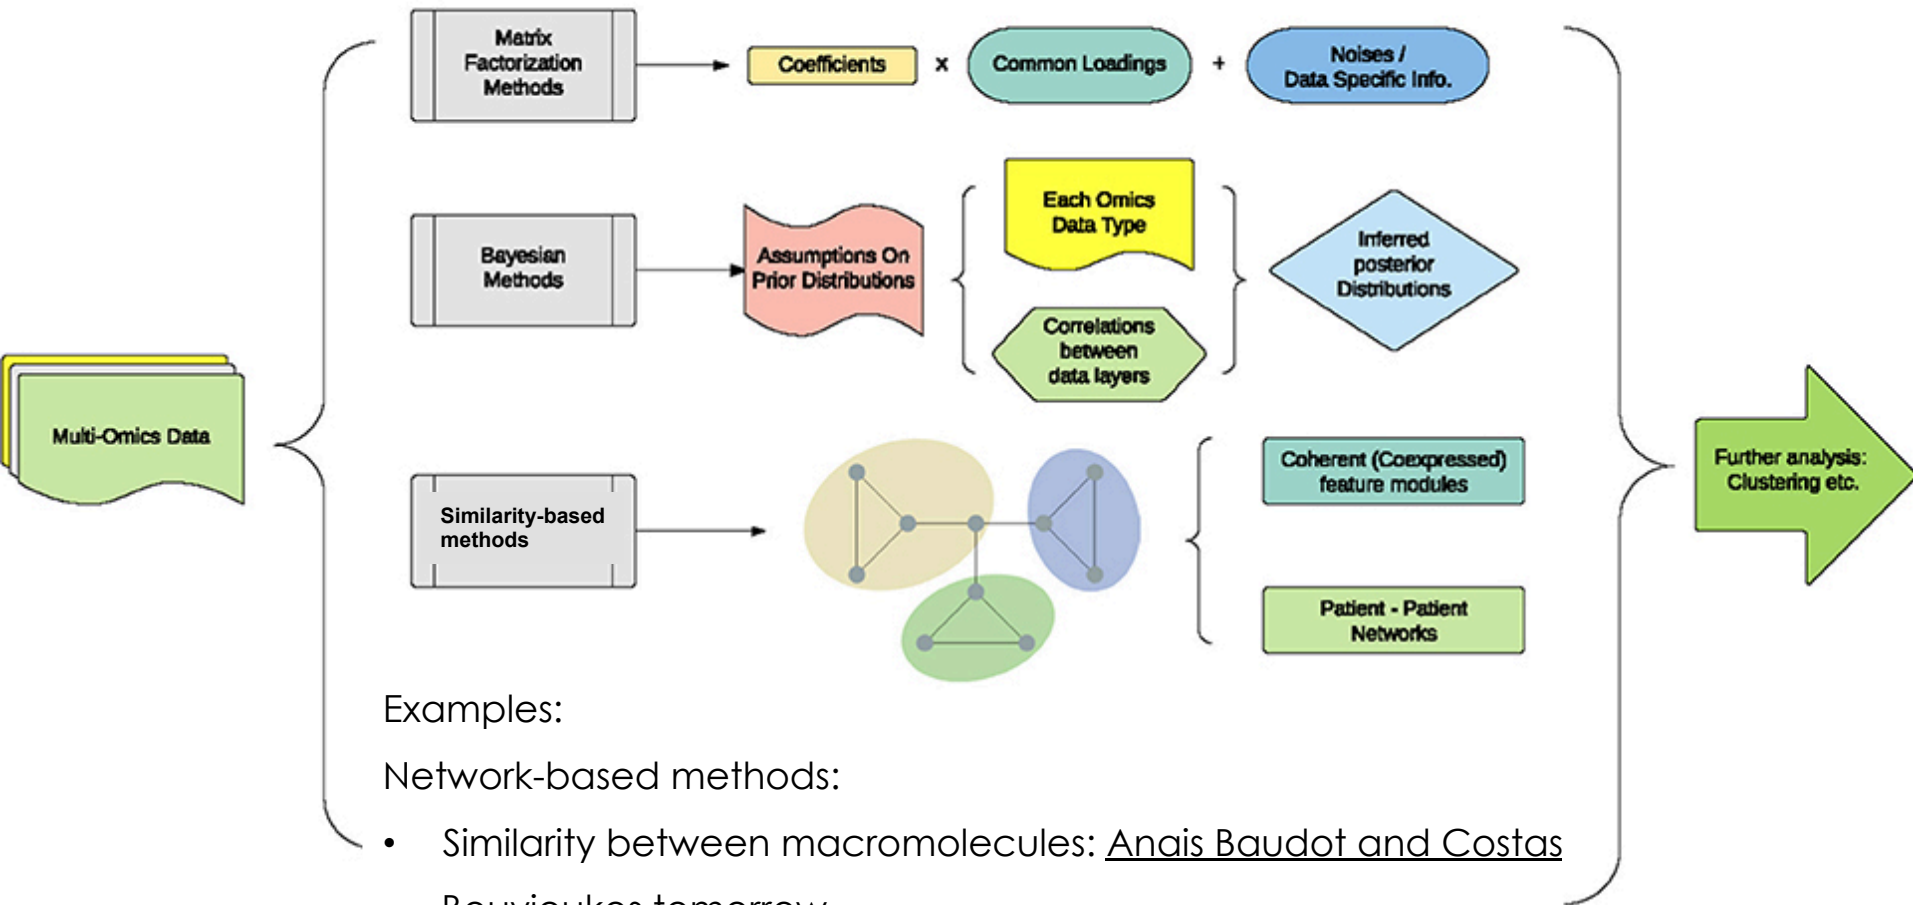 Multi-Omics Data
Matrix
Factorization
Methods
Coefficients
x
Common Loadings
+
Noises /
Data Specific Info.
Bayesian
Methods
Assumptions On
Prior Distributions
Each Omics
Data Type
Correlations
between
data layers
Inferred
posterior
Distributions
Similarity-based
methods
Coherent (Coexpressed)
feature modules
Patient - Patient
Networks
Further analysis:
Clustering etc.
Examples:
Network-based methods:
• Similarity between macromolecules: Anais Baudot and Costas
tomorrow